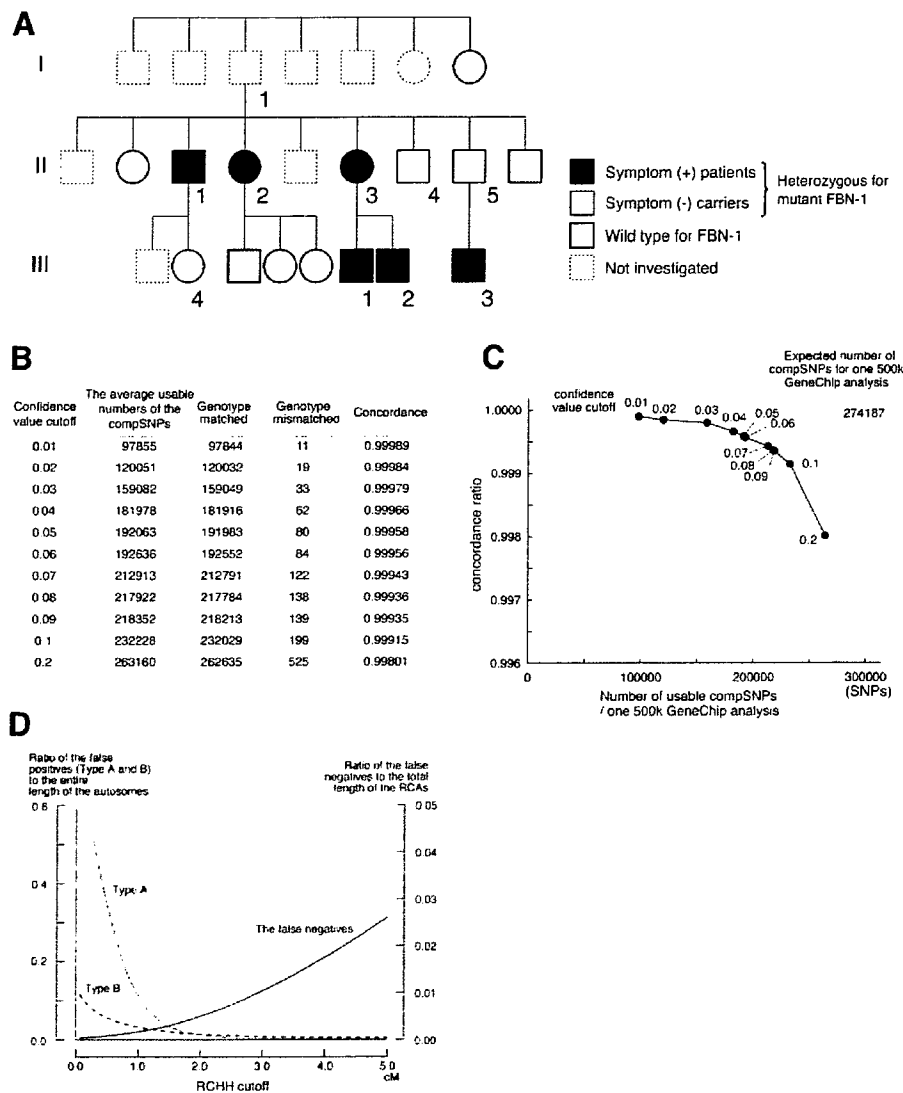 A
I
1
II
1
2
3
4
5
III
4
1
2
3
Symptom (+) patients
Symptom (-) carriers
Heterozygous for
mutant FBN-1
Wild type for FBN-1
Not investigated
B
Confidence
value cutoff
The average usable
numbers of the
compSNPs
Genotype
matched
Genotype
mismatched
Concordance
0.01 97855 97844 11 0.99989
0.02 120051 120032 19 0.99984
0.03 159082 159049 33 0.99979
0.04 181978 181916 62 0.99966
0.05 192063 191983 80 0.99958
0.06 192636 192552 84 0.99956
0.07 212913 212791 122 0.99943
0.08 217922 217784 138 0.99936
0.09 218352 218213 139 0.99935
0.1 232228 232029 199 0.99915
0.2 263160 262635 525 0.99801
C
Expected number of
compSNPs for one 500k
GeneChip analysis
274187
confidence
value cutoff
0.01
0.02
0.03
0.04
0.05
0.06
0.07
0.08
0.09
0.1
0.2
1.0000
0.999
0.998
0.997
0.996
concordance ratio
0
100000
200000
300000
(SNPs)
Number of usable compSNPs
/ one 500k GeneChip analysis
D
Ratio of the false
positives (Type A and B)
to the entire
length of the autosomes
Ratio of the false
negatives to the total
length of the RCAs
0.6
0.4
0.2
0.0
0.05
0.04
0.03
0.02
0.01
0.00
Type A
Type B
The false negatives
0.0
1.0
2.0
3.0
4.0
5.0
cM
RCHH cutoff